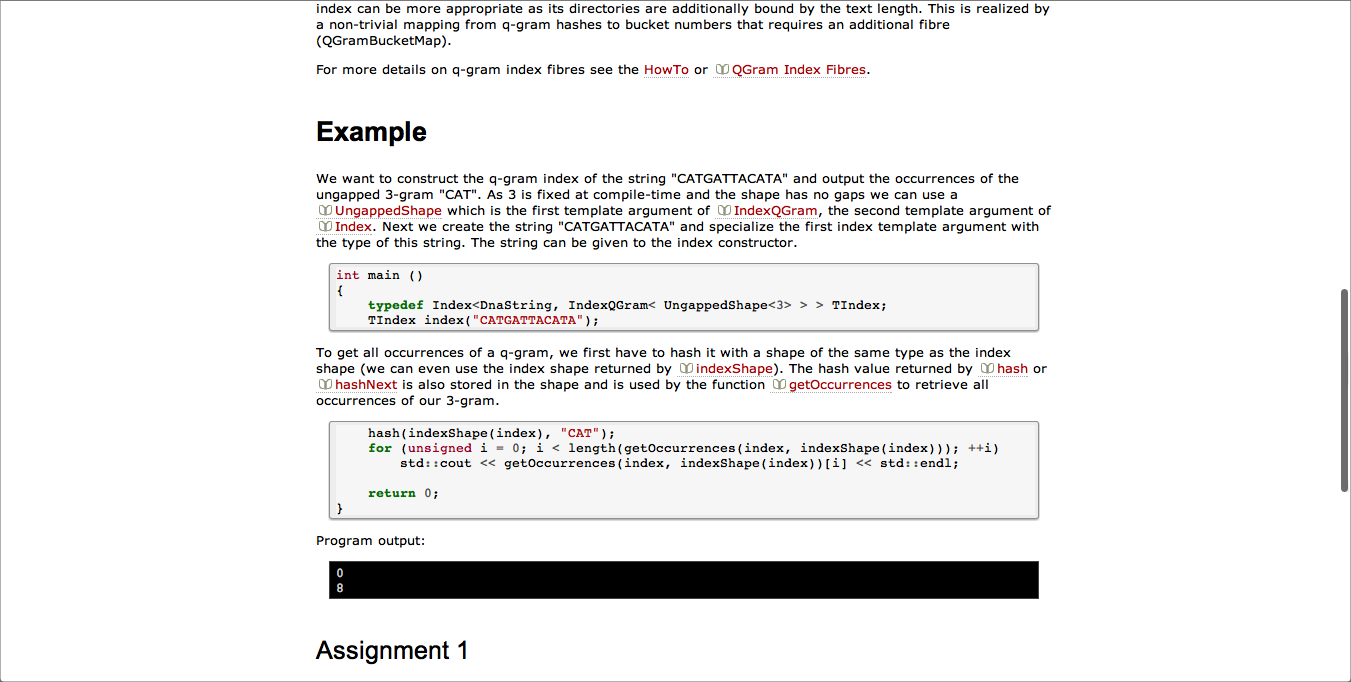 index can be more appropriate as its directories are additionally bound by the text length. This is realized by
a non-trivial mapping from q-gram hashes to bucket numbers that requires an additional fibre
(QGramBucketMap).
For more details on q-gram index fibres see the HowTo or QGram Index Fibres.
Example
We want to construct the q-gram index of the string "CATGATTACATA" and output the occurrences of the
ungapped 3-gram "CAT". As 3 is fixed at compile-time and the shape has no gaps we can use a
UngappedShape which is the first template argument of IndexQGram, the second template argument of
Index. Next we create the string "CATGATTACATA" and specialize the first index template argument with
the type of this string. The string can be given to the index constructor.
int main ()
{
    typedef Index<DnaString, IndexQGram< UngappedShape<3> > > TIndex;
    TIndex index("CATGATTACATA");
To get all occurrences of a q-gram, we first have to hash it with a shape of the same type as the index
shape (we can even use the index shape returned by indexShape). The hash value returned by hash or
hashNext is also stored in the shape and is used by the function getOccurrences to retrieve all
occurrences of our 3-gram.
    hash(indexShape(index), "CAT");
    for (unsigned i = 0; i < length(getOccurrences(index, indexShape(index))); ++i)
        std::cout << getOccurrences(index, indexShape(index))[i] << std::endl;
    return 0;
}
Program output:
0
8
Assignment 1